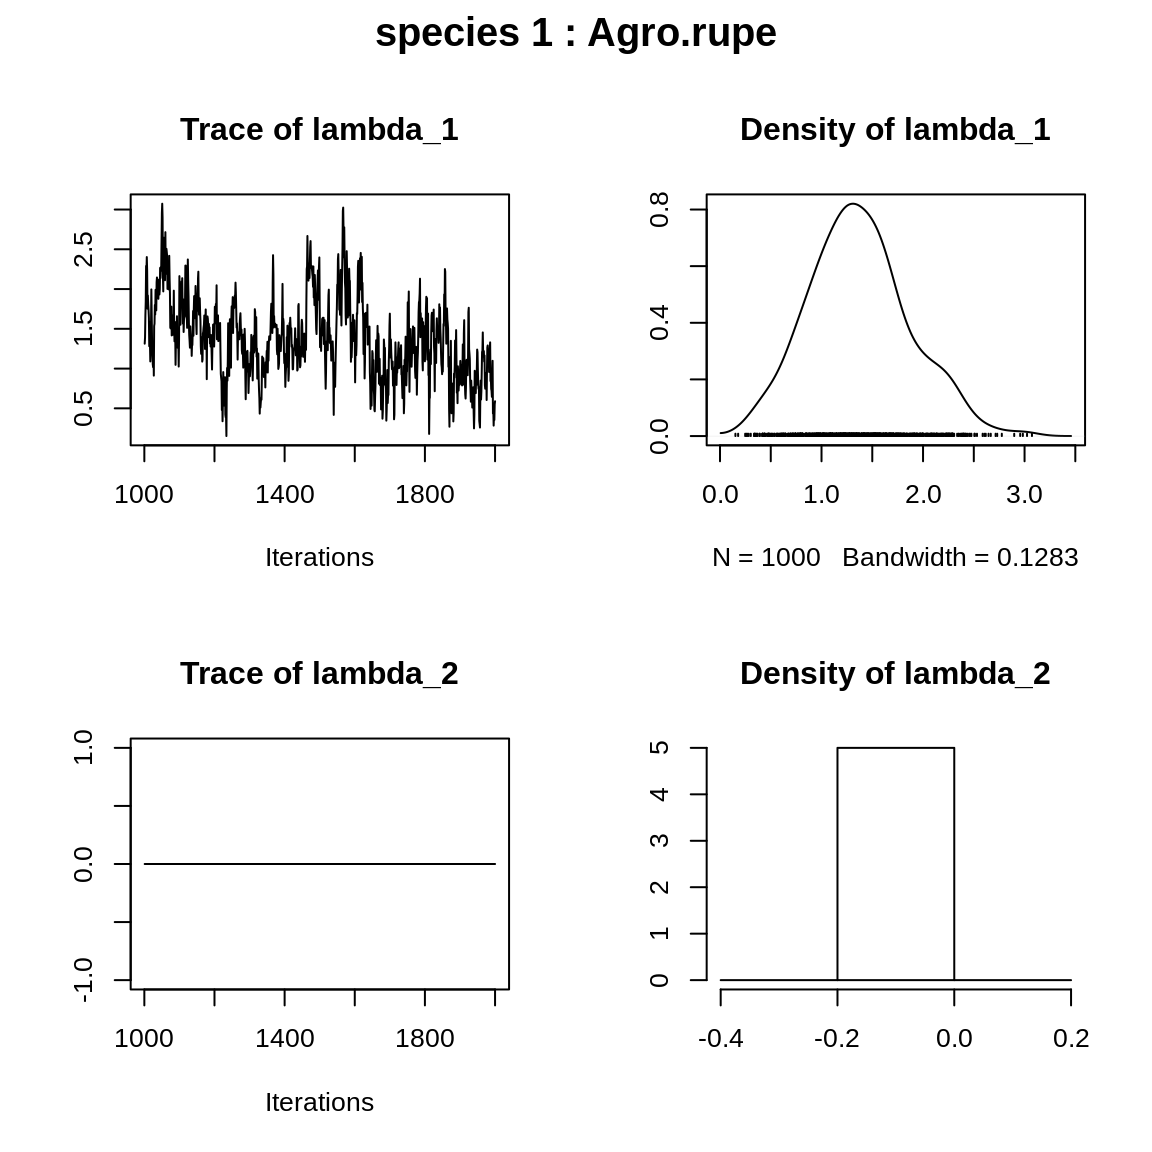 species 1 : Agro.rupe
Trace of lambda_1
Density of lambda_1
0.5 1.5 2.5
1000 1400 1800
Iterations
0.0 0.4 0.8
0.0 1.0 2.0 3.0
N = 1000 Bandwidth = 0.1283
Trace of lambda_2
Density of lambda_2
-1.0 0.0 1.0
1000 1400 1800
Iterations
0 1 2 3 4 5
-0.4 -0.2 0.0 0.2